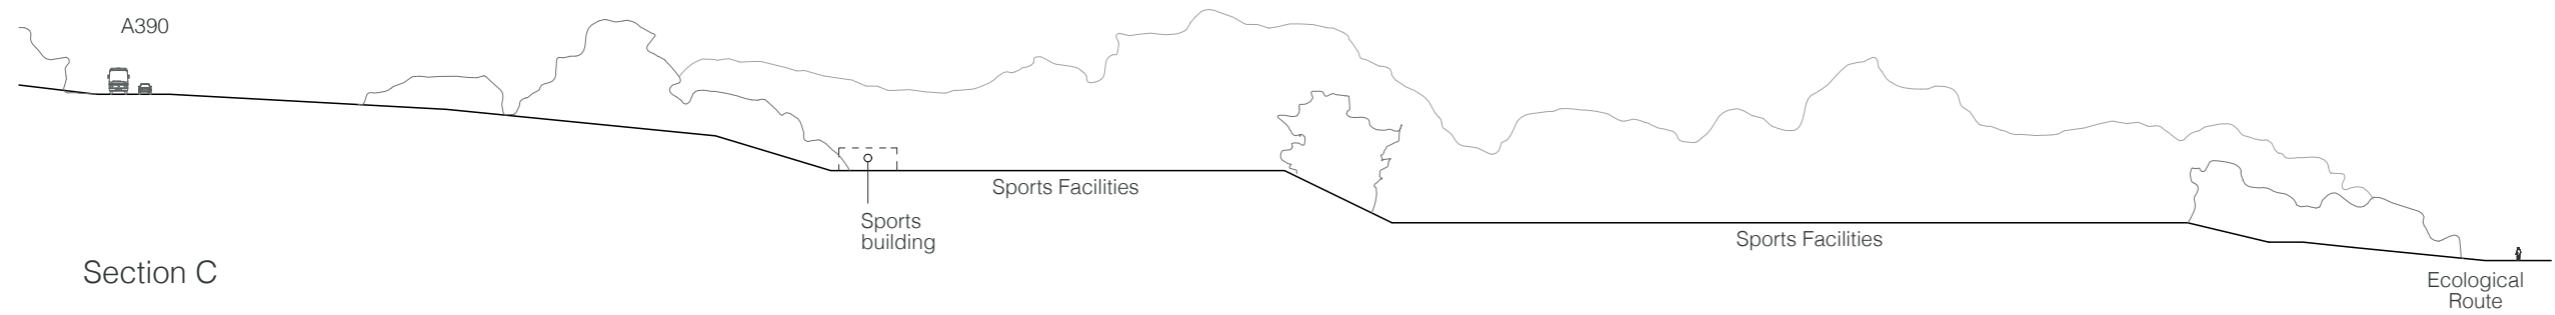 A390
Sports Facilities
Sports
building
Sports Facilities
Section C
Ecological
Route